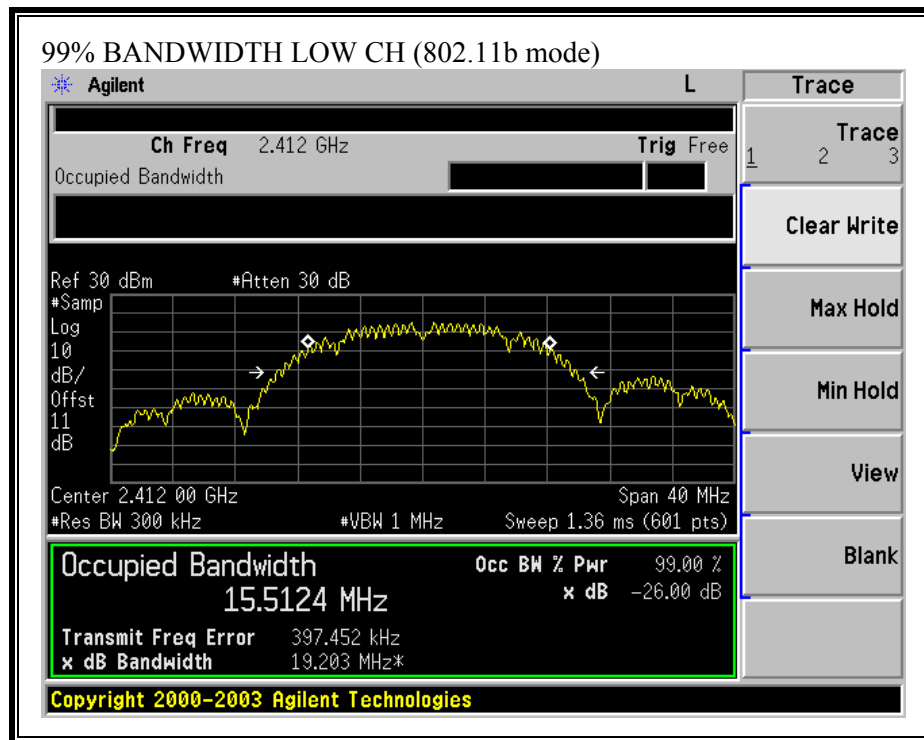 99% BANDWIDTH LOW CH (802.11b mode)
Agilent L Trace
Ch Freq 2.412 GHz Trig Free
Occupied Bandwidth
Trace
1 2 3
Clear Write
Max Hold
Min Hold
View
Blank
Ref 30 dBm #Atten 30 dB
#Samp
Log
10
dB/
Offst
11
dB
Center 2.412 00 GHz Span 40 MHz
#Res BW 300 kHz #VBW 1 MHz Sweep 1.36 ms (601 pts)
Occupied Bandwidth Occ BW % Pwr 99.00 %
15.5124 MHz x dB -26.00 dB
Transmit Freq Error 397.452 kHz
x dB Bandwidth 19.203 MHz*
Copyright 2000-2003 Agilent Technologies